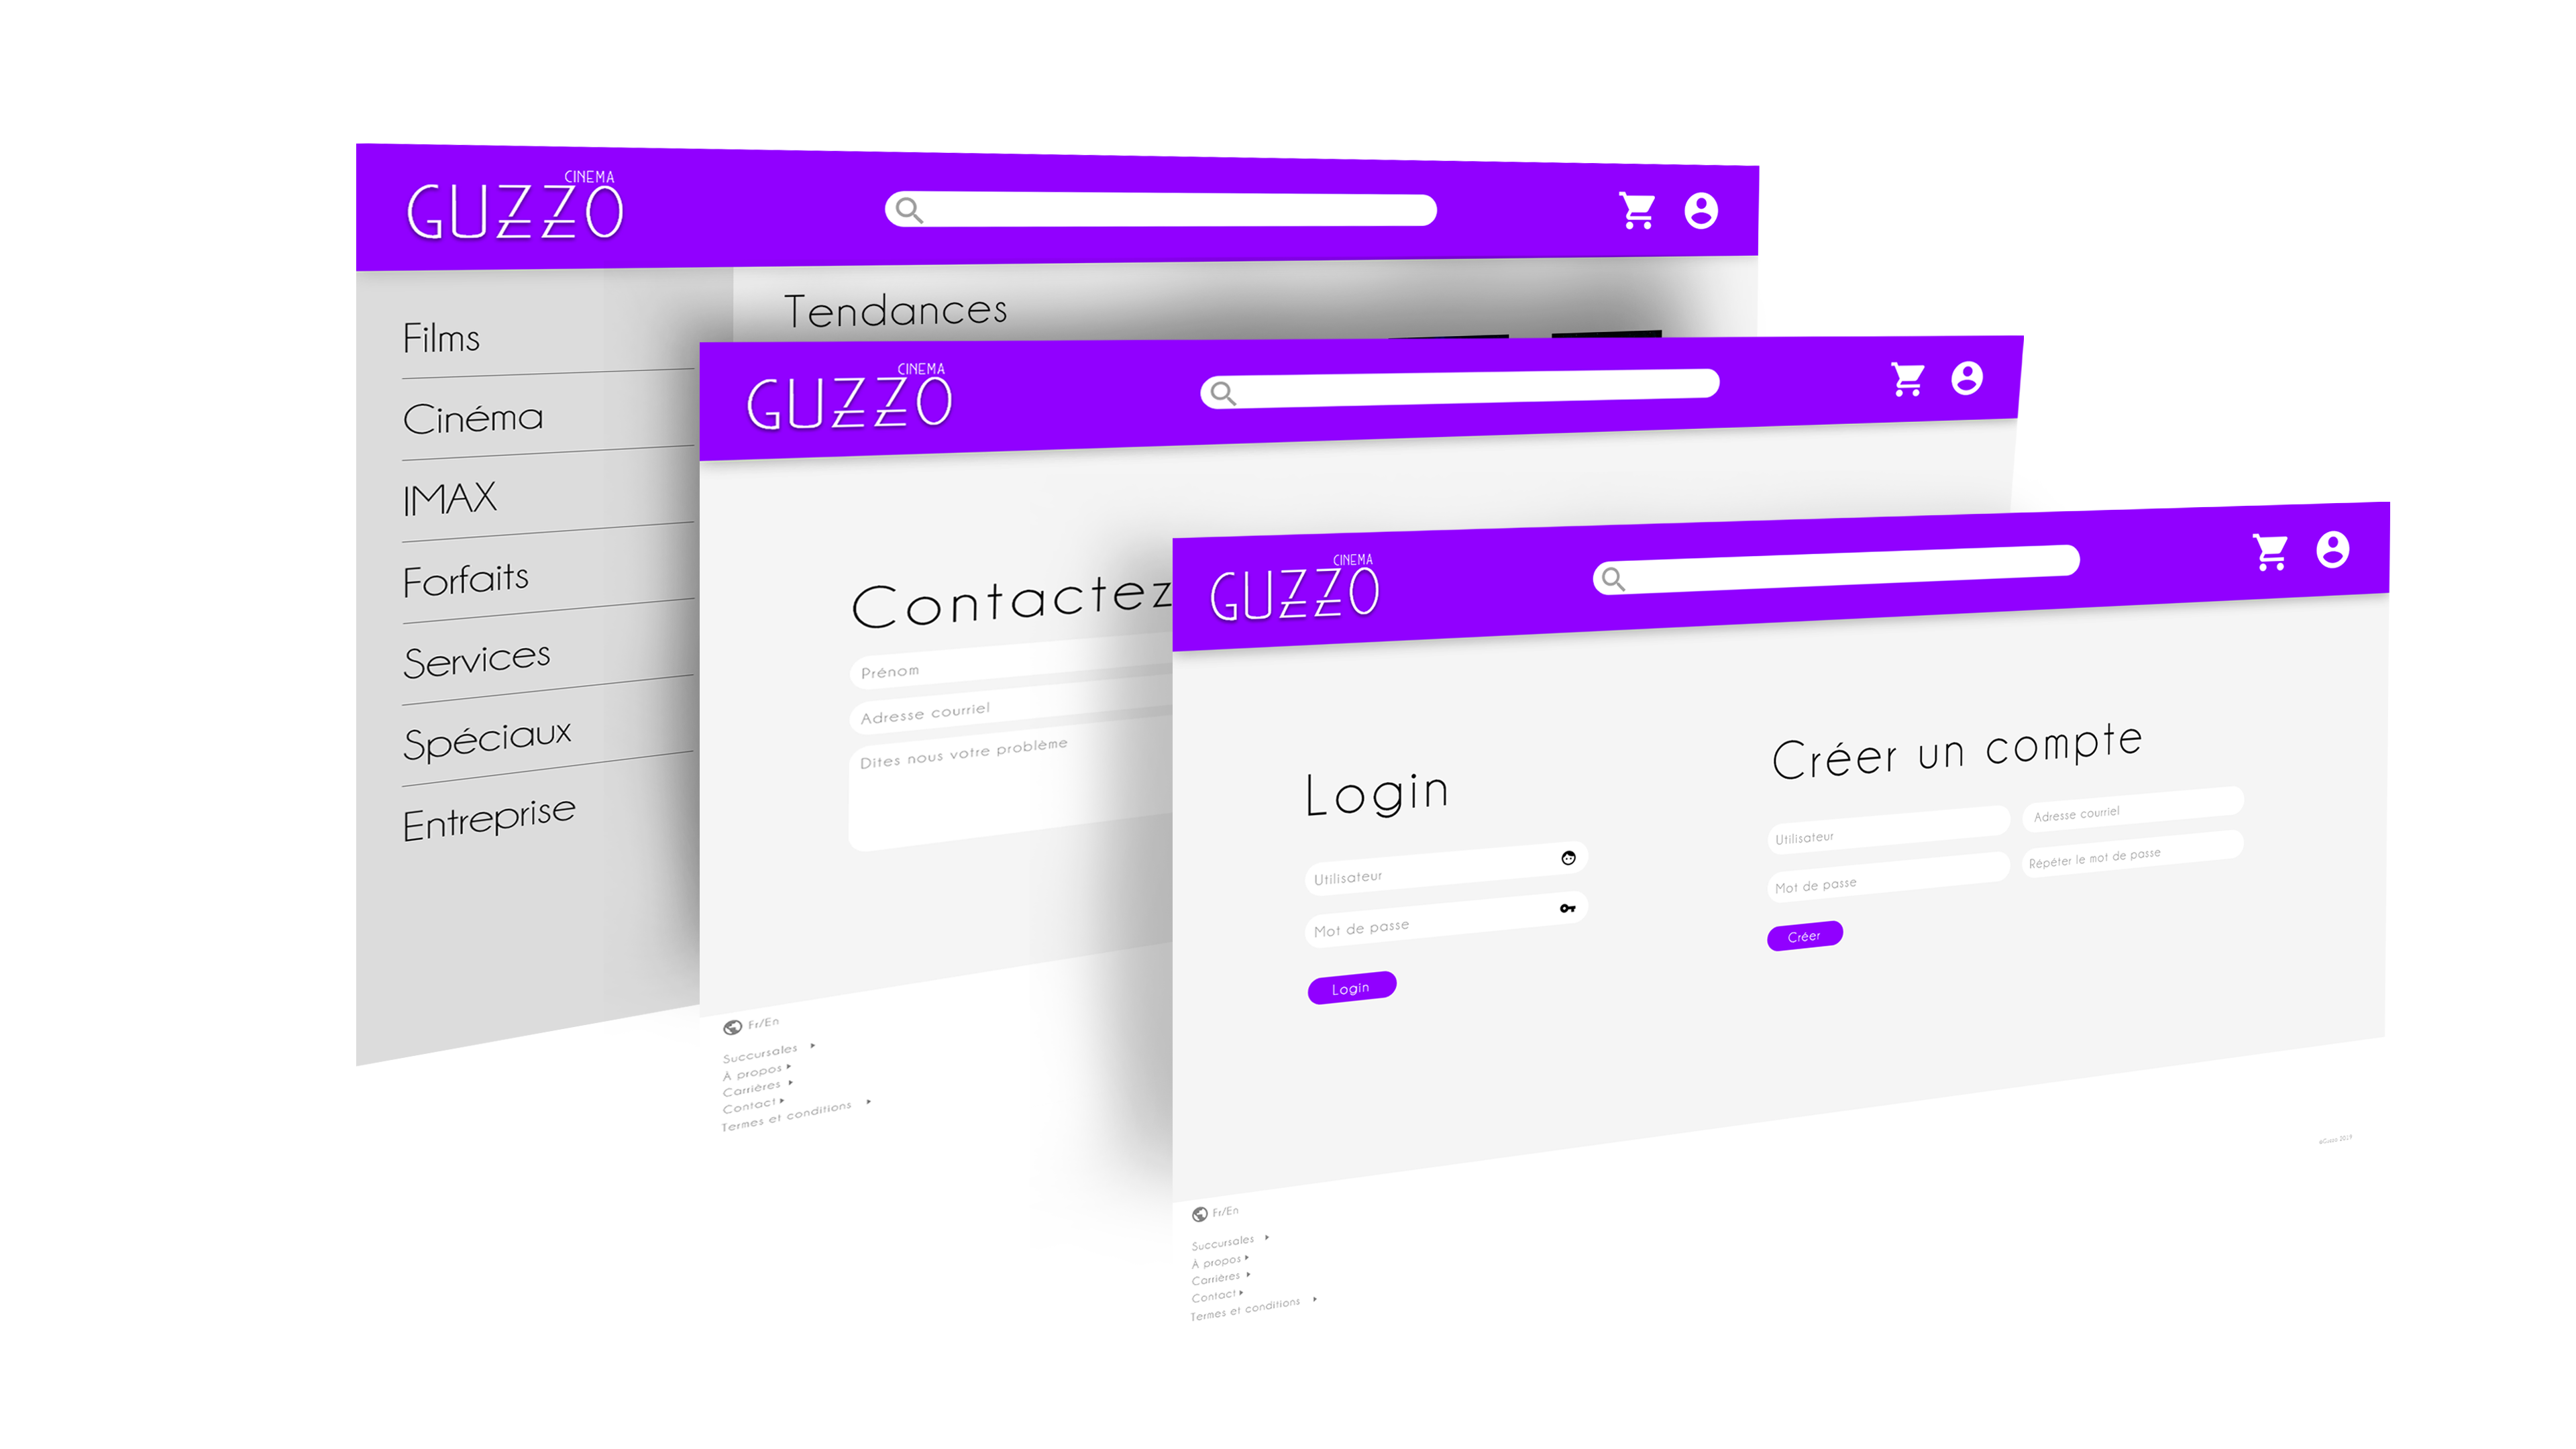 CINEMA
GUZZO
Films
Cinéma
IMAX
Forfaits
Services
Spéciaux
Entreprise
Tendances
CINEMA
GUZZO
Contactez
Prénom
Adresse courriel
Dites nous votre problème
Fr/En
Succursales
À propos
Carrières
Contact
Termes et conditions
CINEMA
GUZZO
Login
Utilisateur
Mot de passe
Login
Créer un compte
Utilisateur
Adresse courriel
Mot de passe
Répéter le mot de passe
Créer
Fr/En
Succursales
À propos
Carrières
Contact
Termes et conditions